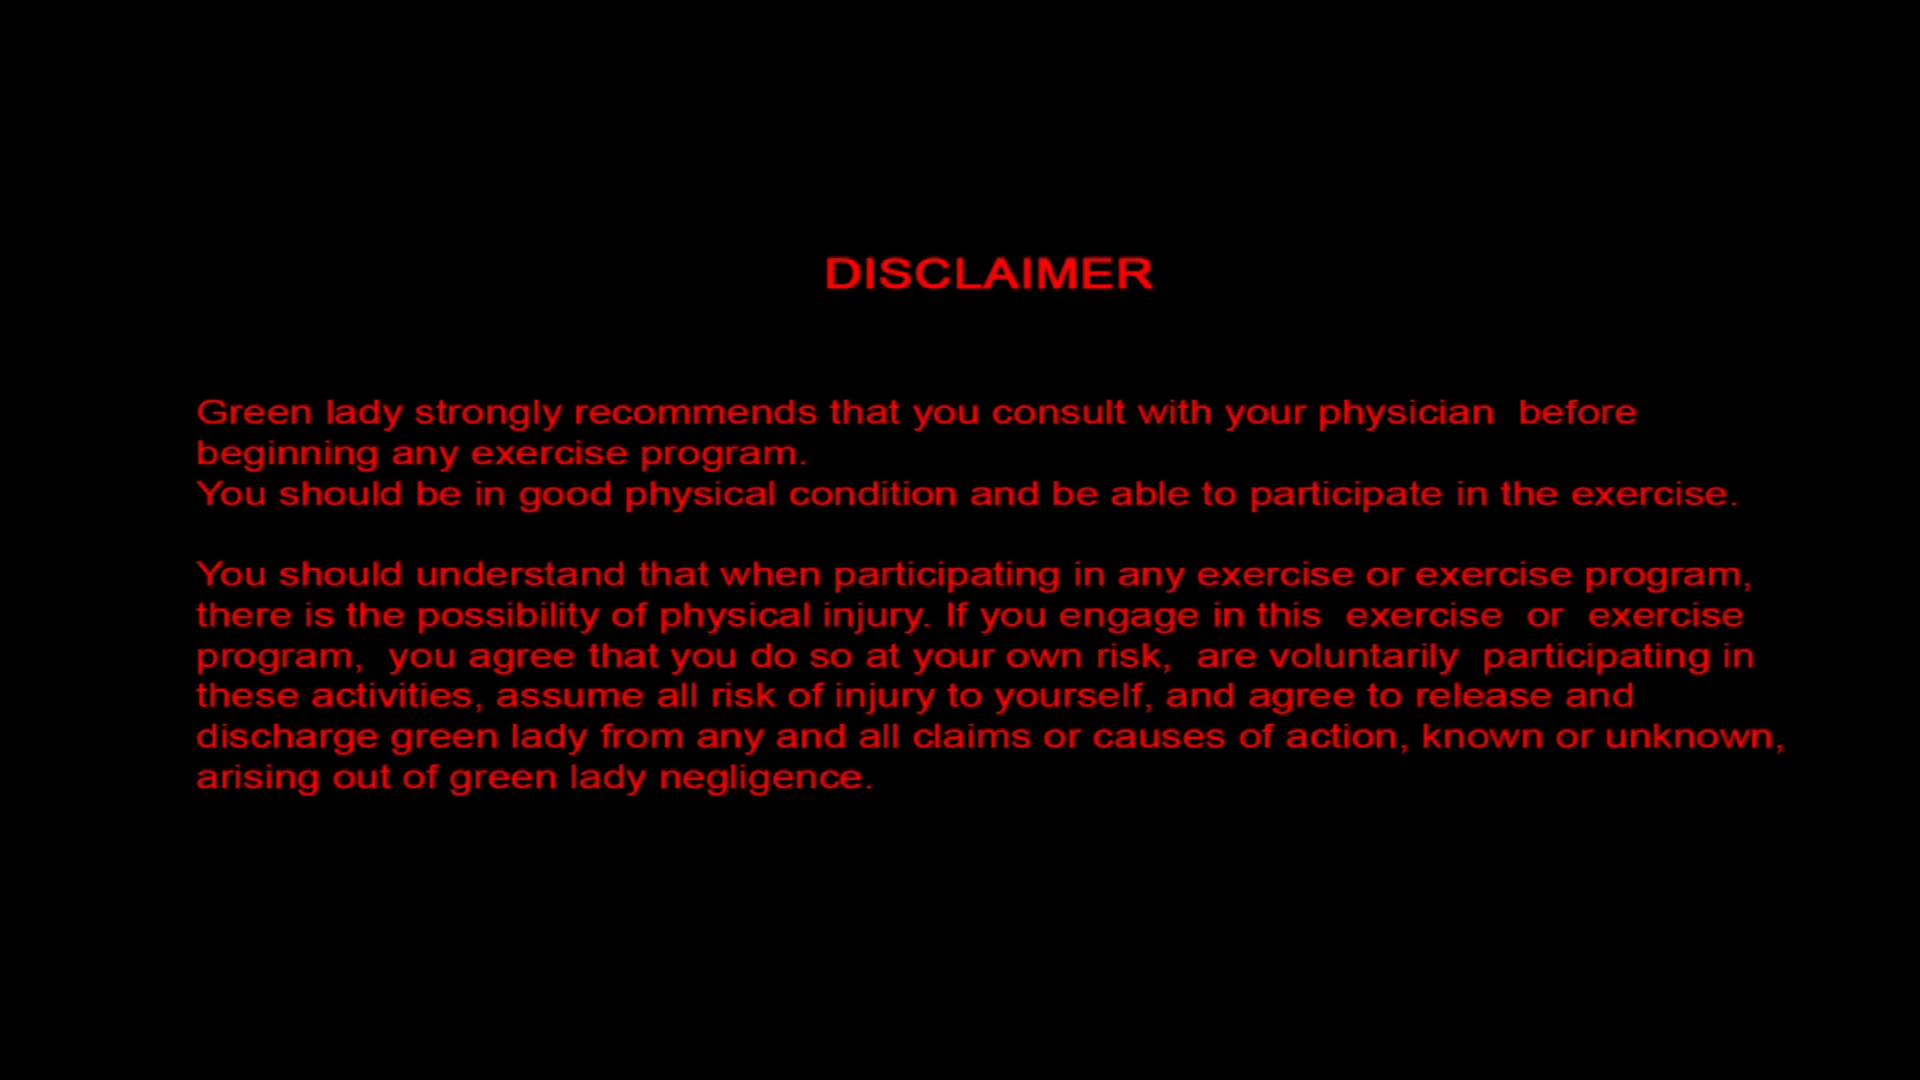 DISCLAIMER
Green lady strongly recommends that you consult with your physician  before
beginning any exercise program.
You should be in good physical condition and be able to participate in the exercise.
You should understand that when participating in any exercise or exercise program,
there is the possibility of physical injury. If you engage in this  exercise  or  exercise
program,  you agree that you do so at your own risk,  are voluntarily  participating in
these activities, assume all risk of injury to yourself, and agree to release and
discharge green lady from any and all claims or causes of action, known or unknown,
arising out of green lady negligence.